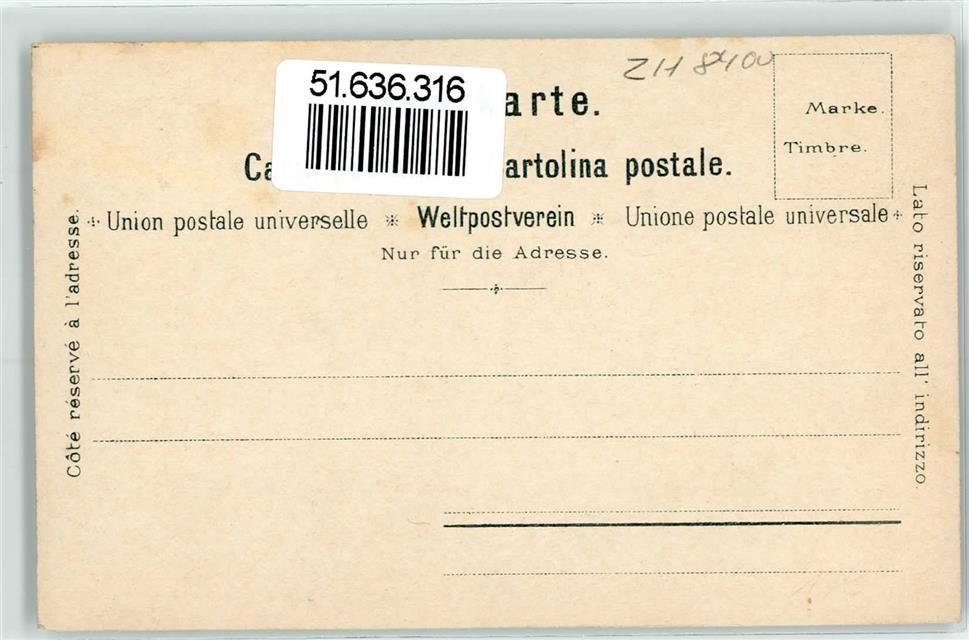 ZH 8400
51.636.316
arte.
Marke.
Timbre.
Ca artolina postale.
Union postale universelle ※ Weltpostverein ※ Unione postale universale
Nur für die Adresse.
Côté réservé à l'adresse.
Lato riservato all' indirizzo.